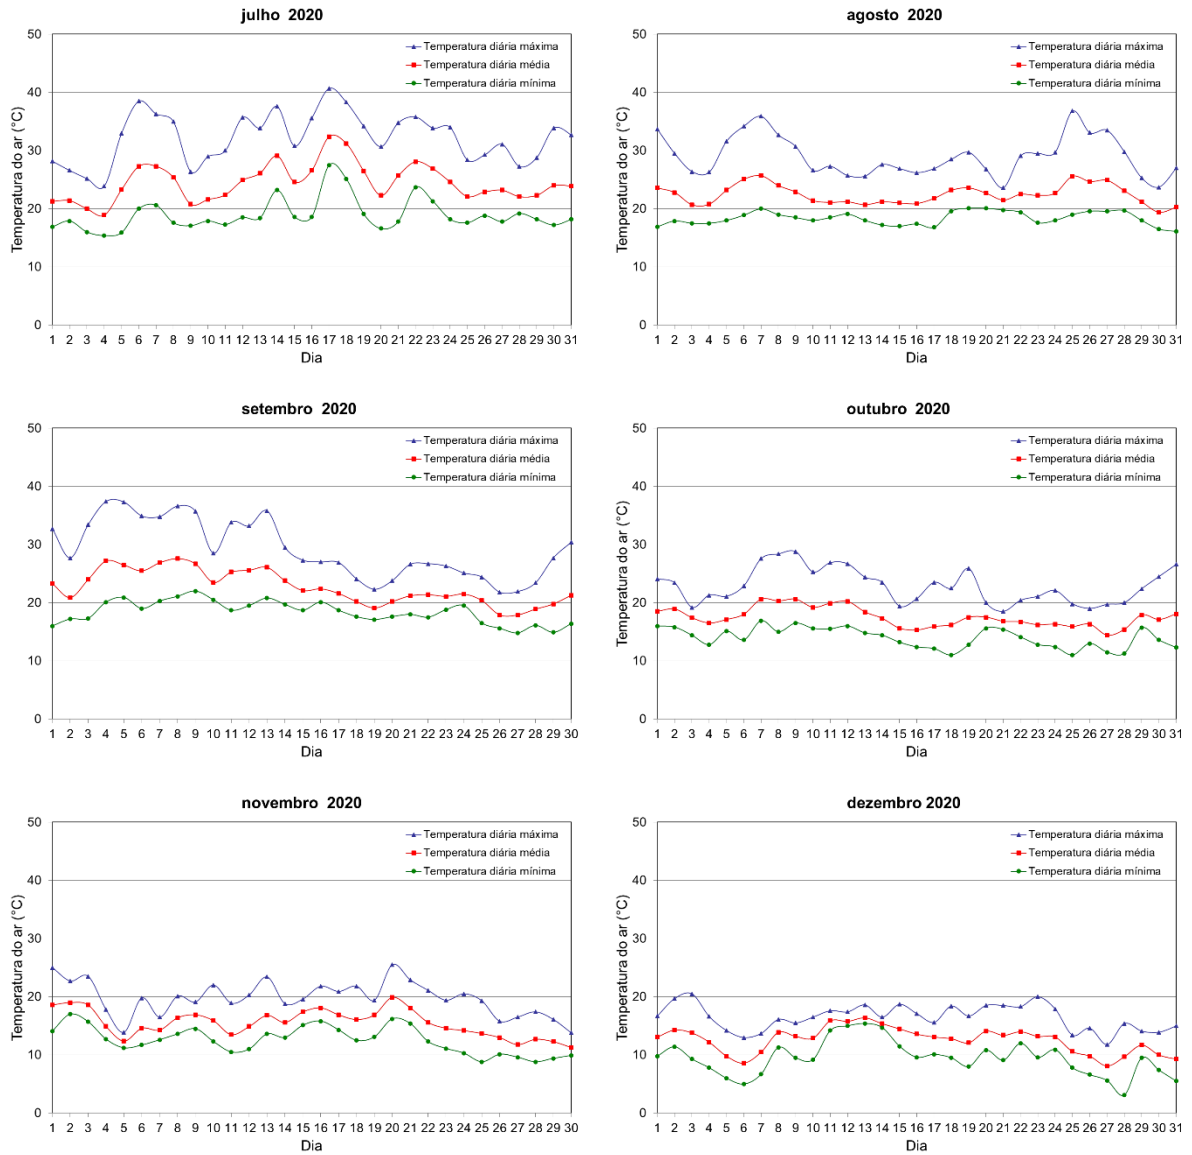 julho 2020
50
40
30
20
10
0
Temperatura do ar (°C)
Temperatura diária máxima
Temperatura diária média
Temperatura diária mínima
1 2 3 4 5 6 7 8 9 10 11 12 13 14 15 16 17 18 19 20 21 22 23 24 25 26 27 28 29 30 31
Dia
agosto 2020
50
40
30
20
10
0
Temperatura do ar (°C)
Temperatura diária máxima
Temperatura diária média
Temperatura diária mínima
1 2 3 4 5 6 7 8 9 10 11 12 13 14 15 16 17 18 19 20 21 22 23 24 25 26 27 28 29 30 31
Dia
setembro 2020
50
40
30
20
10
0
Temperatura do ar (°C)
Temperatura diária máxima
Temperatura diária média
Temperatura diária mínima
1 2 3 4 5 6 7 8 9 10 11 12 13 14 15 16 17 18 19 20 21 22 23 24 25 26 27 28 29 30
Dia
outubro 2020
50
40
30
20
10
0
Temperatura do ar (°C)
Temperatura diária máxima
Temperatura diária média
Temperatura diária mínima
1 2 3 4 5 6 7 8 9 10 11 12 13 14 15 16 17 18 19 20 21 22 23 24 25 26 27 28 29 30 31
Dia
novembro 2020
50
40
30
20
10
0
Temperatura do ar (°C)
Temperatura diária máxima
Temperatura diária média
Temperatura diária mínima
1 2 3 4 5 6 7 8 9 10 11 12 13 14 15 16 17 18 19 20 21 22 23 24 25 26 27 28 29 30
Dia
dezembro 2020
50
40
30
20
10
0
Temperatura do ar (°C)
Temperatura diária máxima
Temperatura diária média
Temperatura diária mínima
1 2 3 4 5 6 7 8 9 10 11 12 13 14 15 16 17 18 19 20 21 22 23 24 25 26 27 28 29 30 31
Dia